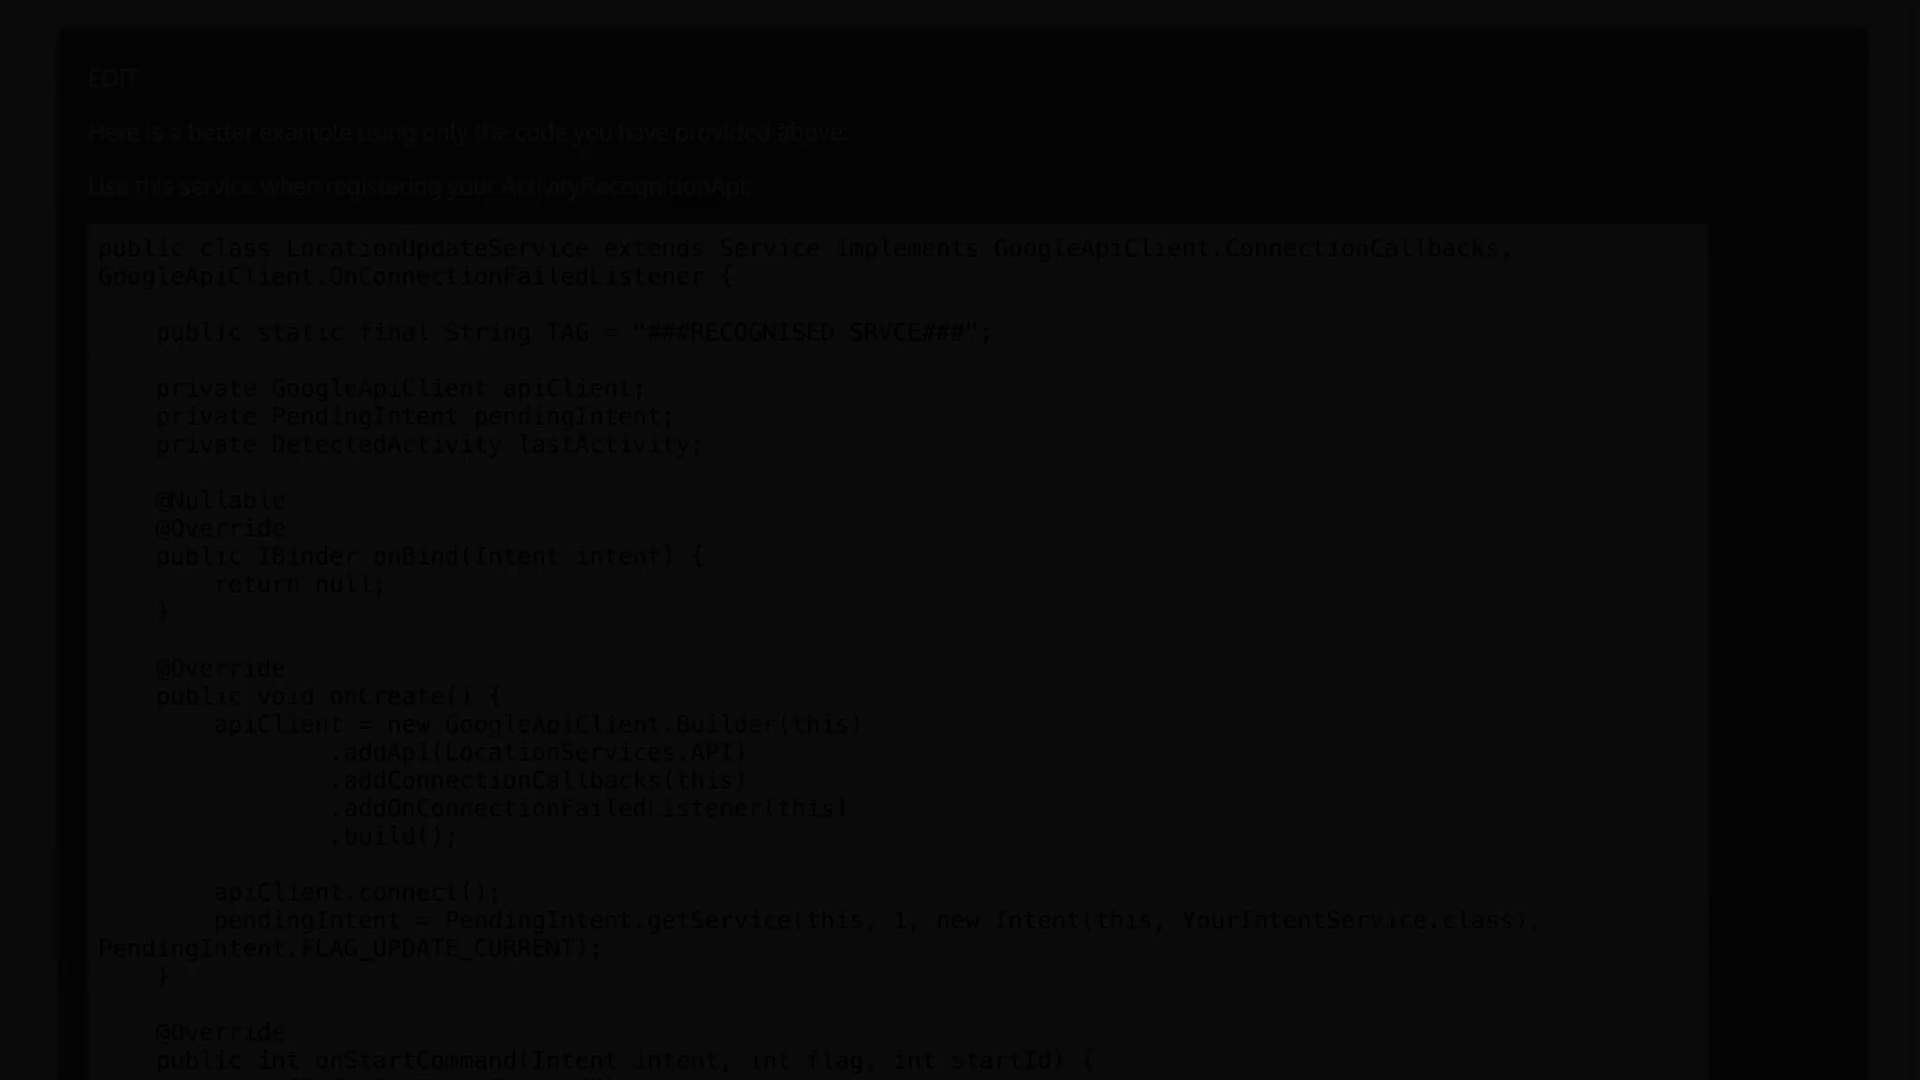 EDIT
Here is a better example using only the code you have provided above:
Use this service when registering your ActivityRecognitionApi:
public class LocationUpdateService extends Service implements GoogleApiClient.ConnectionCallbacks,
GoogleApiClient.OnConnectionFailedListener {
    public static final String TAG = "###RECOGNISED SRVCE###";
    private GoogleApiClient apiClient;
    private PendingIntent pendingIntent;
    private DetectedActivity lastActivity;
    @Nullable
    @Override
    public IBinder onBind(Intent intent) {
        return null;
    }
    @Override
    public void onCreate() {
        apiClient = new GoogleApiClient.Builder(this)
                .addApi(LocationServices.API)
                .addConnectionCallbacks(this)
                .addOnConnectionFailedListener(this)
                .build();
        apiClient.connect();
        pendingIntent = PendingIntent.getService(this, 1, new Intent(this, YourIntentService.class),
PendingIntent.FLAG_UPDATE_CURRENT);
    }
    @Override
    public int onStartCommand(Intent intent, int flag, int startId) {